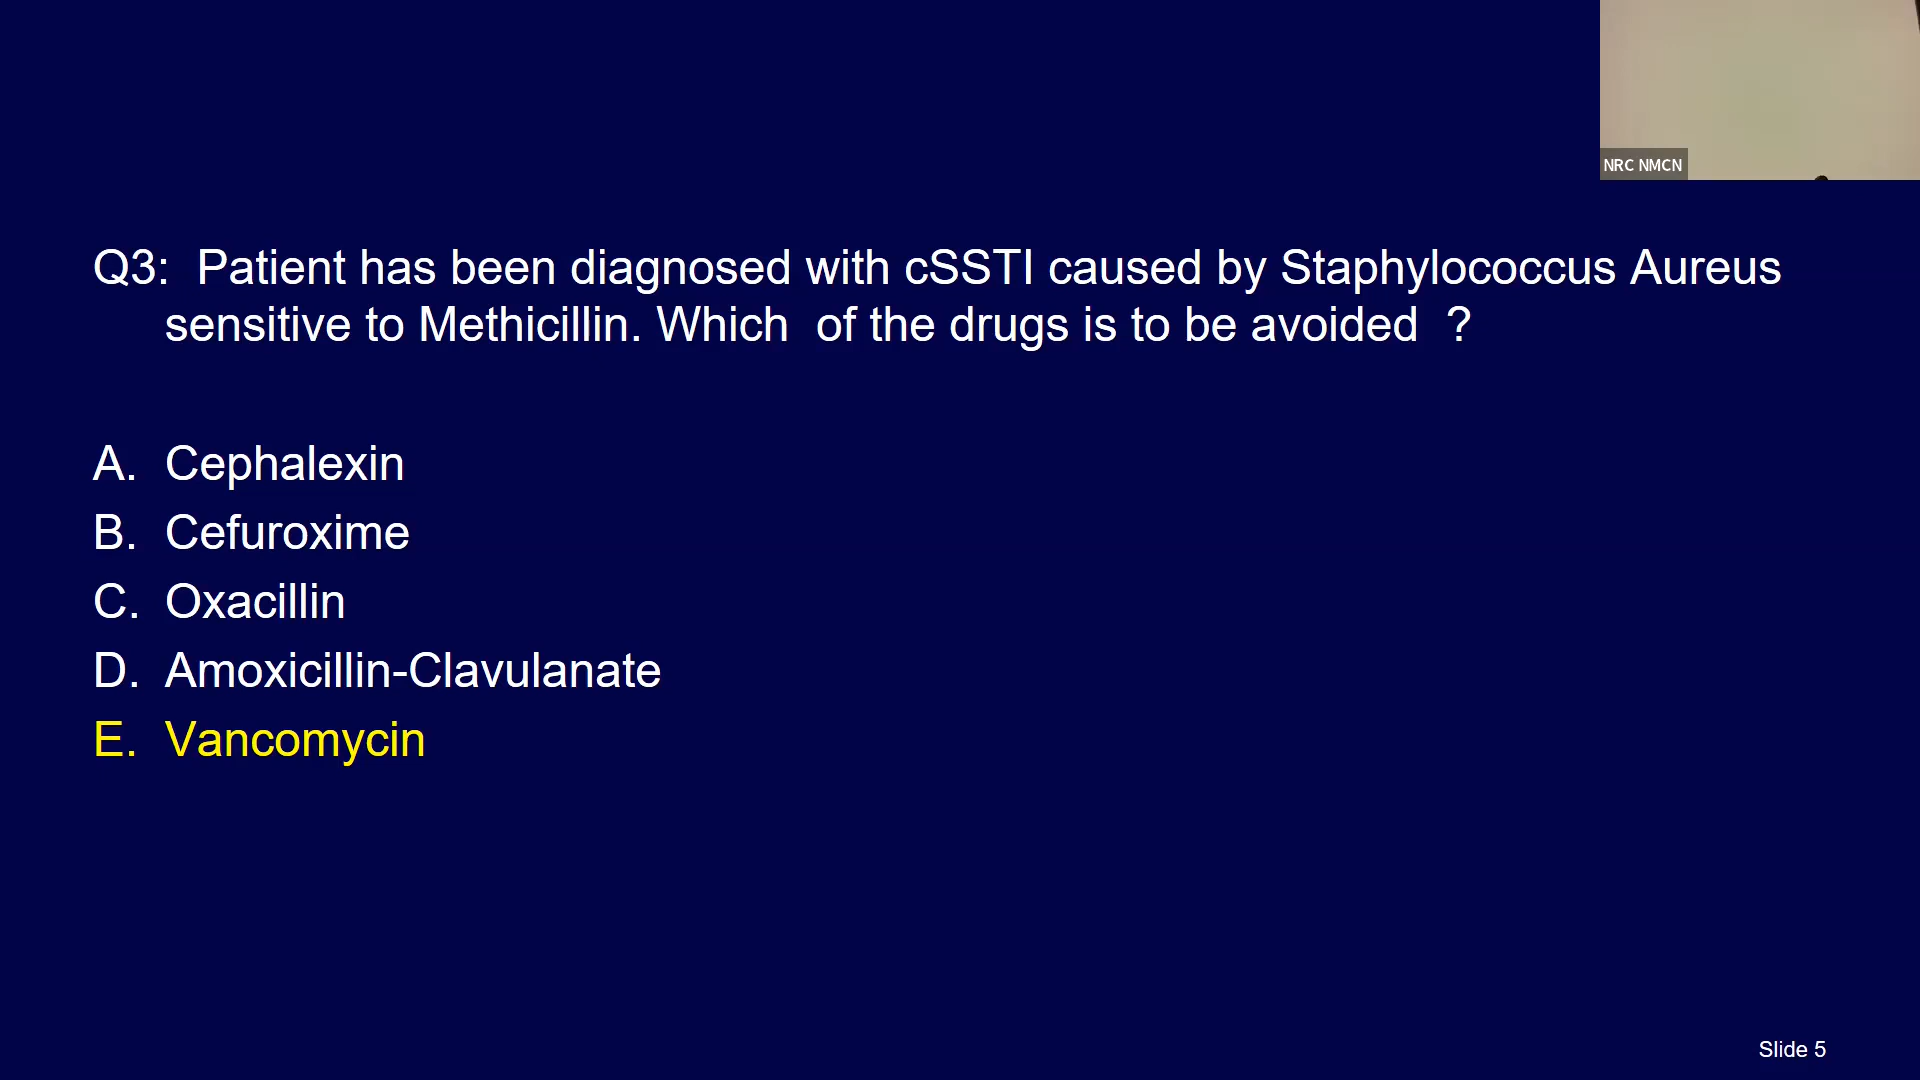 NRC NMCN
Q3: Patient has been diagnosed with cSSTI caused by Staphylococcus Aureus
sensitive to Methicillin. Which of the drugs is to be avoided ?
A. Cephalexin
B. Cefuroxime
C. Oxacillin
D. Amoxicillin-Clavulanate
E. Vancomycin
Slide 5